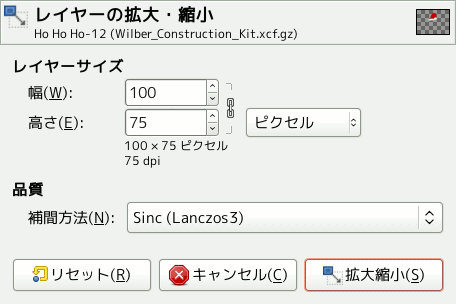 レイヤーの拡大・縮小
Ho Ho Ho-12 (Wilber_Construction_Kit.xcf.gz)
レイヤーサイズ
幅(W): 100
高さ(E): 75 ピクセル
100 × 75 ピクセル
75 dpi
品質
補間方法(N): Sinc (Lanczos3)
リセット(R) キャンセル(C) 拡大縮小(S)